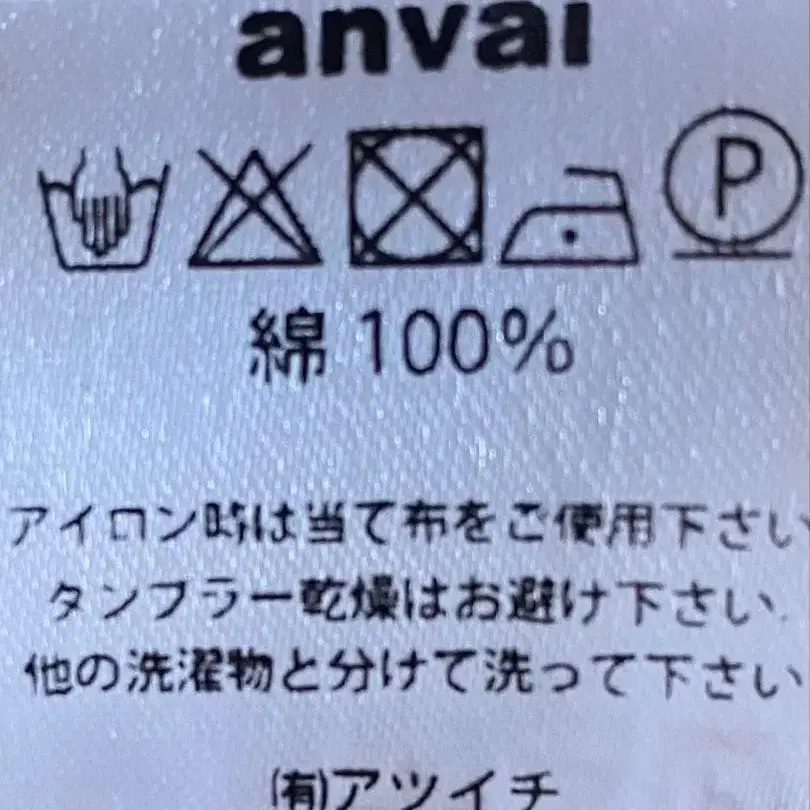 anvai
P
綿 100%
アイロン時は当て布をご使用下さい
タンブラー乾燥はお避け下さい.
他の洗濯物と分けて洗って下さい
(有)アツイチ